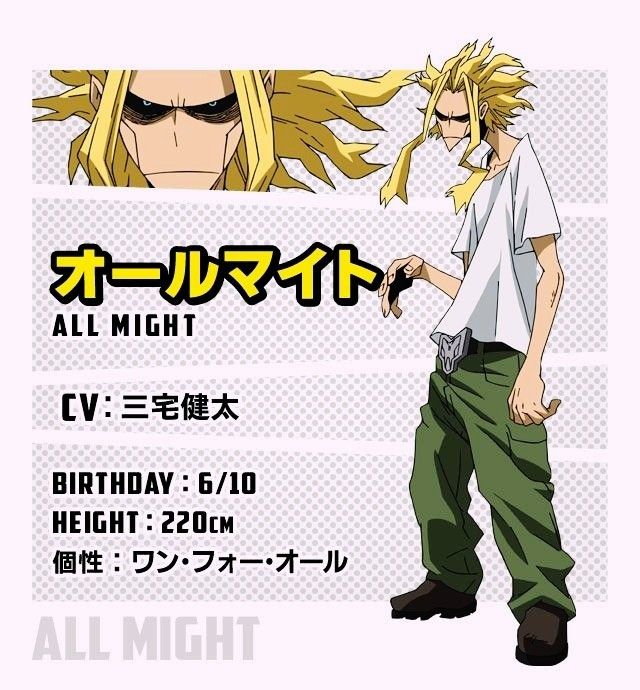 オールマイト
ALL MIGHT
CV：三宅健太
BIRTHDAY：6/10
HEIGHT：220CM
個性：ワン・フォー・オール
ALL MIGHT